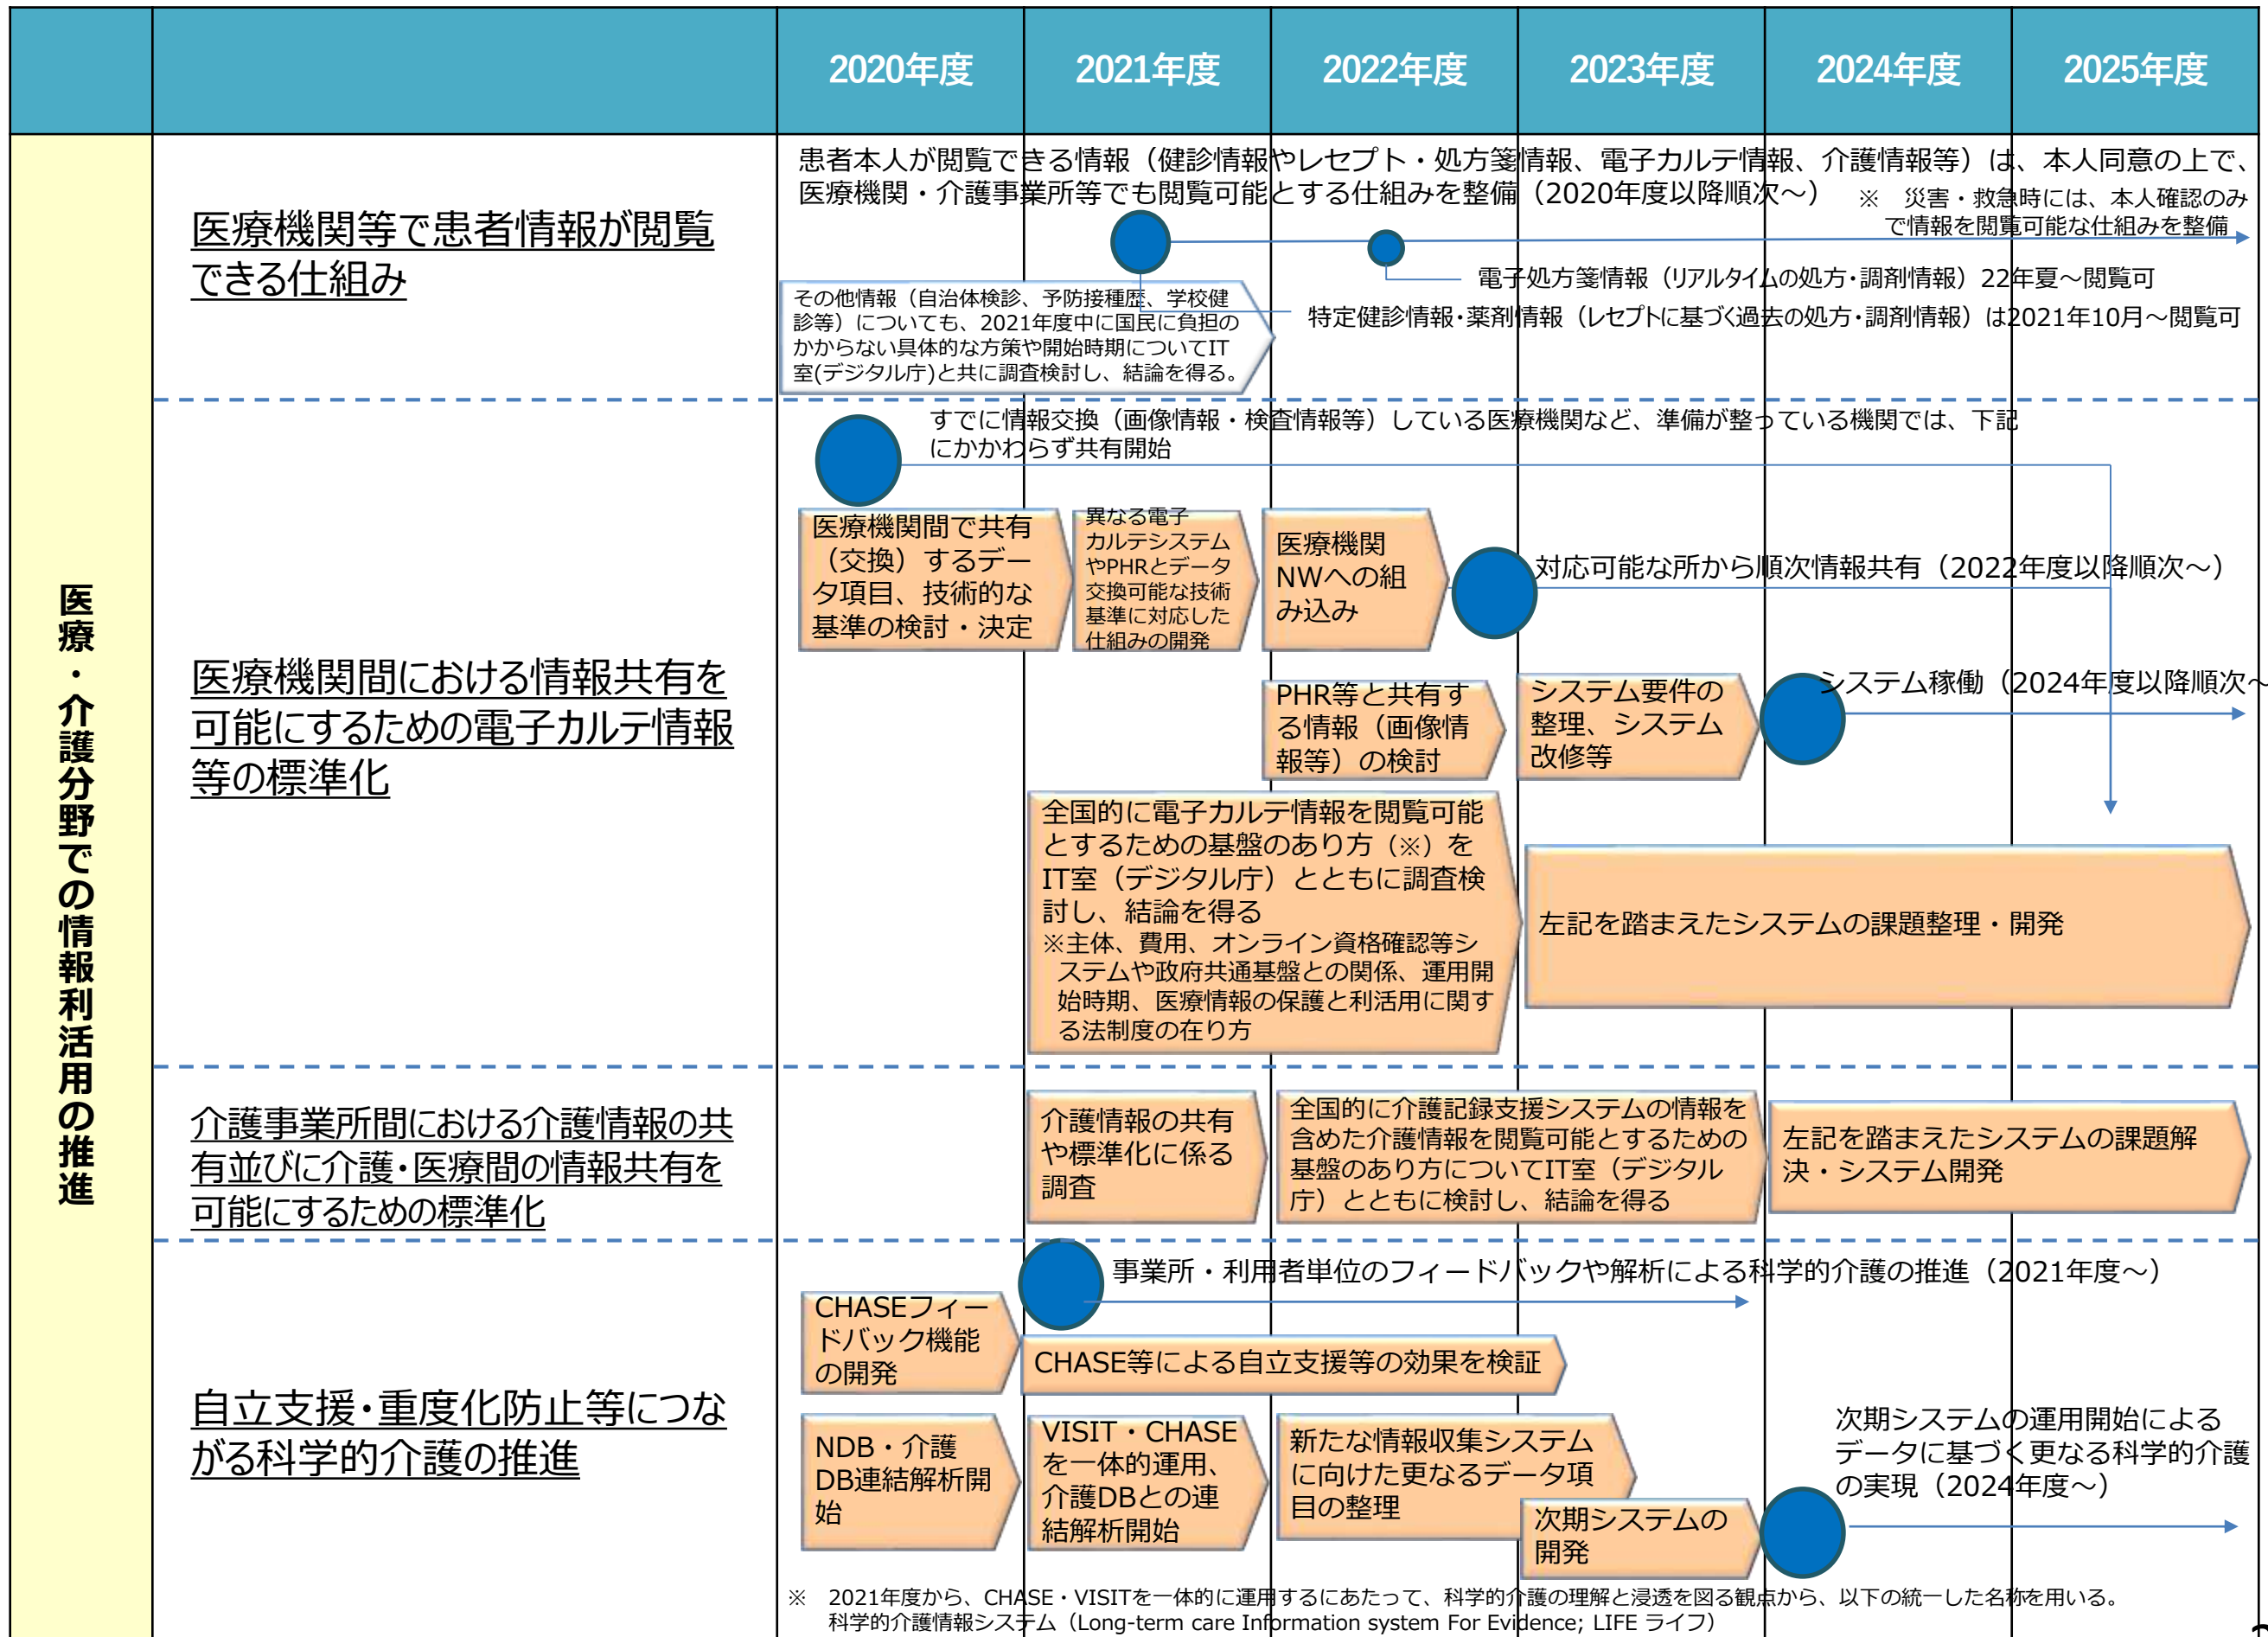 2020年度
2021年度
2022年度
2023年度
2024年度
2025年度
医療・介護分野での情報利活用の推進
医療機関等で患者情報が閲覧
できる仕組み
患者本人が閲覧できる情報（健診情報やレセプト・処方箋情報、電子カルテ情報、介護情報等）は、本人同意の上で、
医療機関・介護事業所等でも閲覧可能とする仕組みを整備（2020年度以降順次～）
※　災害・救急時には、本人確認のみ
で情報を閲覧可能な仕組みを整備
電子処方箋情報（リアルタイムの処方・調剤情報）22年夏～閲覧可
特定健診情報・薬剤情報（レセプトに基づく過去の処方・調剤情報）は2021年10月～閲覧可
その他情報（自治体検診、予防接種歴、学校健
診等）についても、2021年度中に国民に負担の
かからない具体的な方策や開始時期についてIT
室(デジタル庁)と共に調査検討し、結論を得る。
医療機関間における情報共有を
可能にするための電子カルテ情報
等の標準化
すでに情報交換（画像情報・検査情報等）している医療機関など、準備が整っている機関では、下記
にかかわらず共有開始
医療機関間で共有
（交換）するデー
タ項目、技術的な
基準の検討・決定
異なる電子
カルテシステム
やPHRとデータ
交換可能な技術
基準に対応した
仕組みの開発
医療機関
NWへの組
み込み
対応可能な所から順次情報共有（2022年度以降順次～）
PHR等と共有す
る情報（画像情
報等）の検討
システム要件の
整理、システム
改修等
システム稼働（2024年度以降順次～
全国的に電子カルテ情報を閲覧可能
とするための基盤のあり方（※）を
IT室（デジタル庁）とともに調査検
討し、結論を得る
※主体、費用、オンライン資格確認等シ
ステムや政府共通基盤との関係、運用開
始時期、医療情報の保護と利活用に関す
る法制度の在り方
左記を踏まえたシステムの課題整理・開発
介護事業所間における介護情報の共
有並びに介護・医療間の情報共有を
可能にするための標準化
介護情報の共有
や標準化に係る
調査
全国的に介護記録支援システムの情報を
含めた介護情報を閲覧可能とするための
基盤のあり方についてIT室（デジタル
庁）とともに検討し、結論を得る
左記を踏まえたシステムの課題解
決・システム開発
自立支援・重度化防止等につな
がる科学的介護の推進
事業所・利用者単位のフィードバックや解析による科学的介護の推進（2021年度～）
CHASEフィー
ドバック機能
の開発
CHASE等による自立支援等の効果を検証
NDB・介護
DB連結解析開
始
VISIT・CHASE
を一体的運用、
介護DBとの連
結解析開始
新たな情報収集システム
に向けた更なるデータ項
目の整理
次期システムの
開発
次期システムの運用開始による
データに基づく更なる科学的介護
の実現（2024年度～）
※　2021年度から、CHASE・VISITを一体的に運用するにあたって、科学的介護の理解と浸透を図る観点から、以下の統一した名称を用いる。
科学的介護情報システム（Long-term care Information system For Evidence; LIFE ライフ）